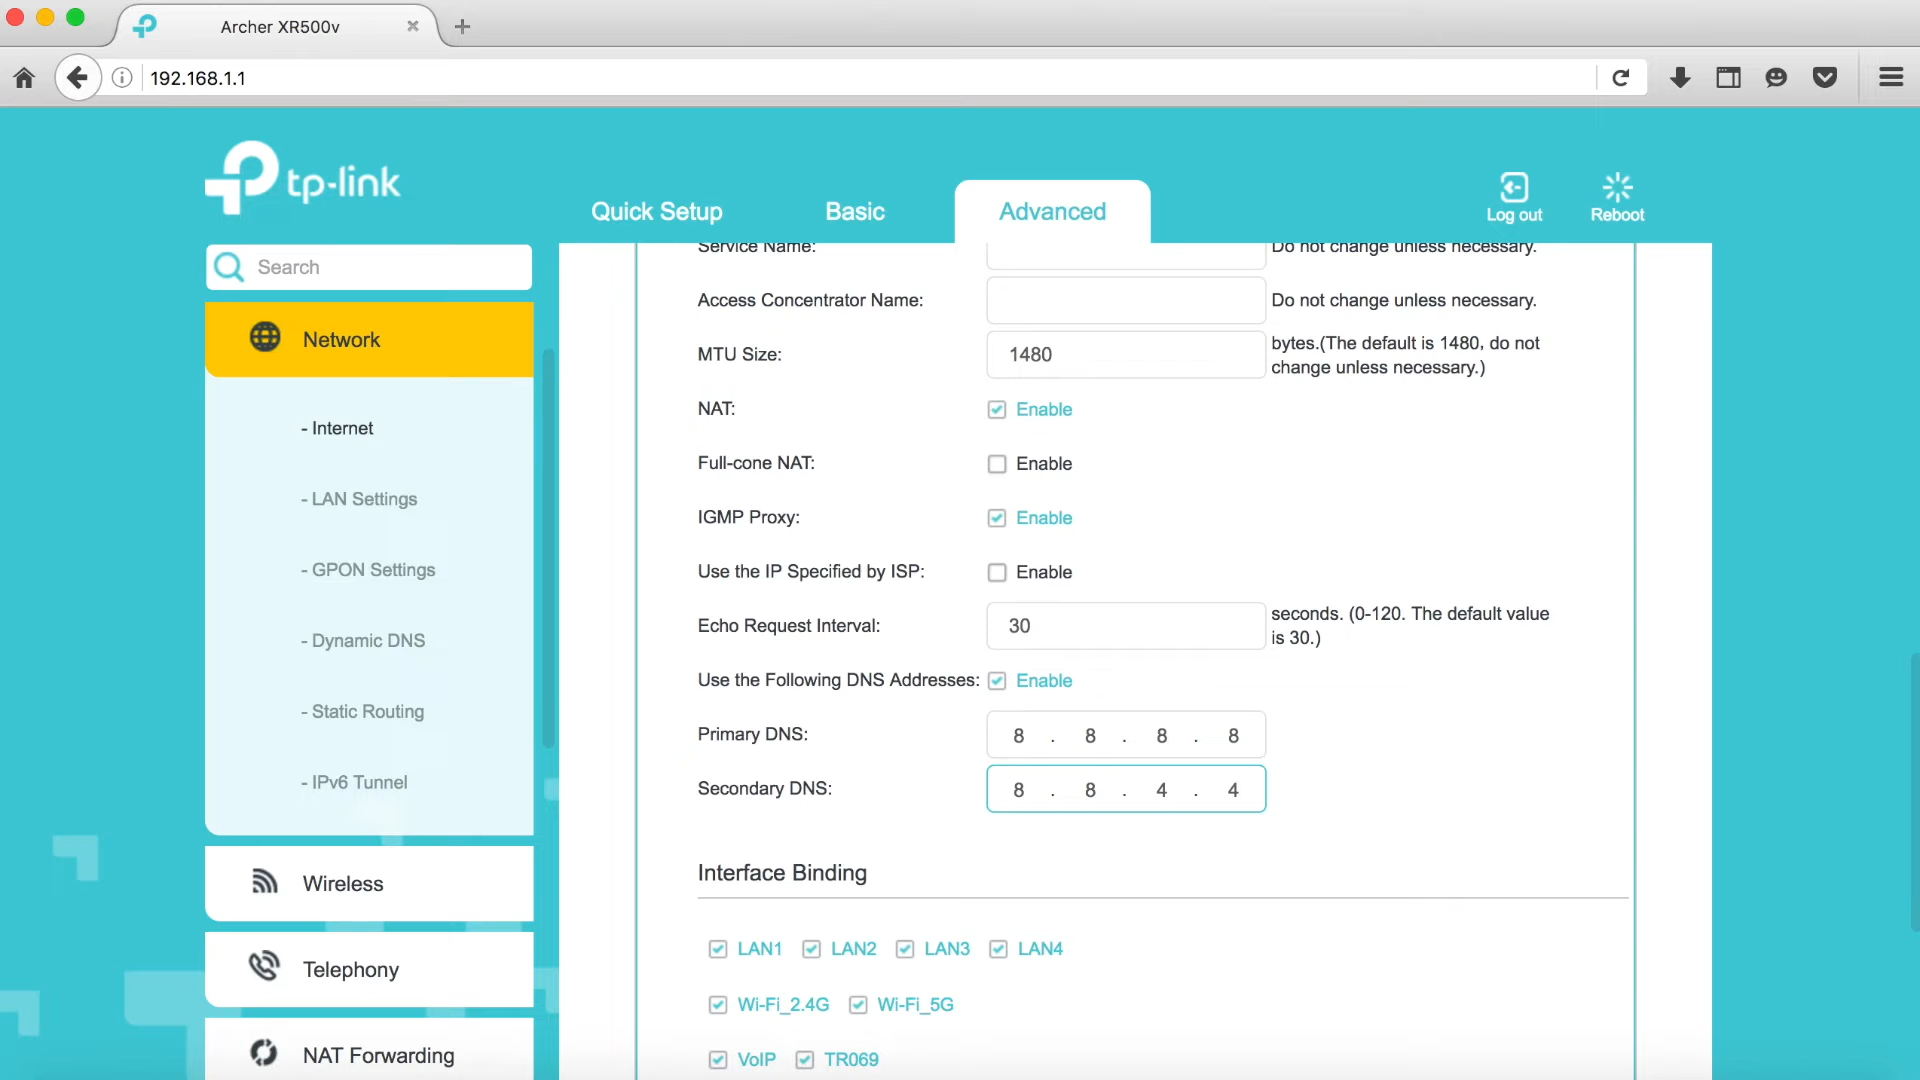 Archer XR500v
192.168.1.1
tp-link
Quick Setup
Basic
Advanced
Log out
Reboot
Search
Network
- Internet
- LAN Settings
- GPON Settings
- Dynamic DNS
- Static Routing
- IPv6 Tunnel
Wireless
Telephony
NAT Forwarding
Service Name: Do not change unless necessary.
Access Concentrator Name: Do not change unless necessary.
MTU Size: 1480 bytes.(The default is 1480, do not
change unless necessary.)
NAT: Enable
Full-cone NAT: Enable
IGMP Proxy: Enable
Use the IP Specified by ISP: Enable
Echo Request Interval: 30 seconds. (0-120. The default value
is 30.)
Use the Following DNS Addresses: Enable
Primary DNS: 8 . 8 . 8 . 8
Secondary DNS: 8 . 8 . 4 . 4
Interface Binding
LAN1 LAN2 LAN3 LAN4
Wi-Fi_2.4G Wi-Fi_5G
VoIP TR069